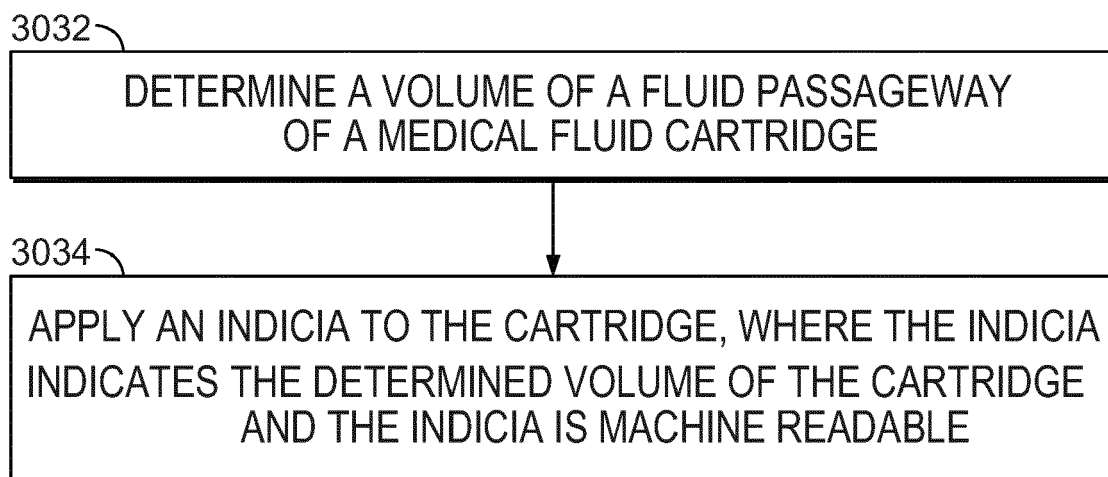 3032
DETERMINE A VOLUME OF A FLUID PASSAGEWAY
OF A MEDICAL FLUID CARTRIDGE
3034
APPLY AN INDICIA TO THE CARTRIDGE, WHERE THE INDICIA
INDICATES THE DETERMINED VOLUME OF THE CARTRIDGE
AND THE INDICIA IS MACHINE READABLE